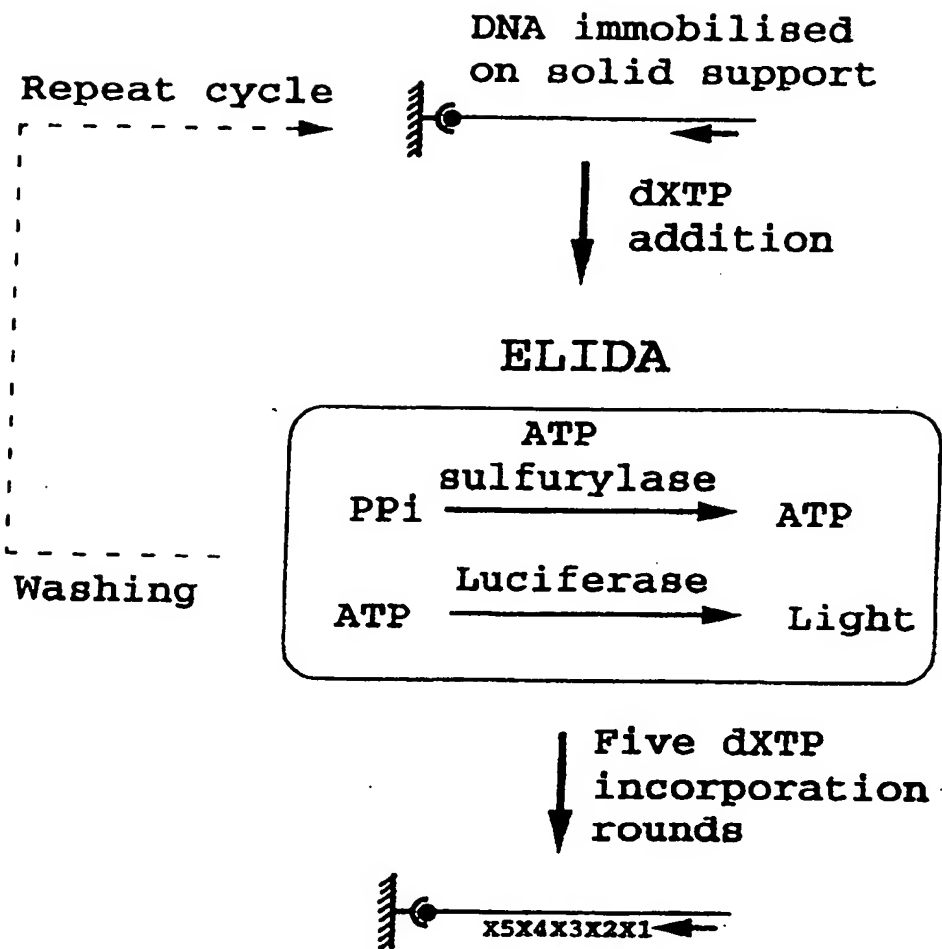 DNA immobilised
on solid support
Repeat cycle
dXTP
addition
ELIDA
ATP
sulfurylase
PPi
ATP
Washing
Luciferase
ATP
Light
Five dXTP
incorporation
rounds
X5X4X3X2X1